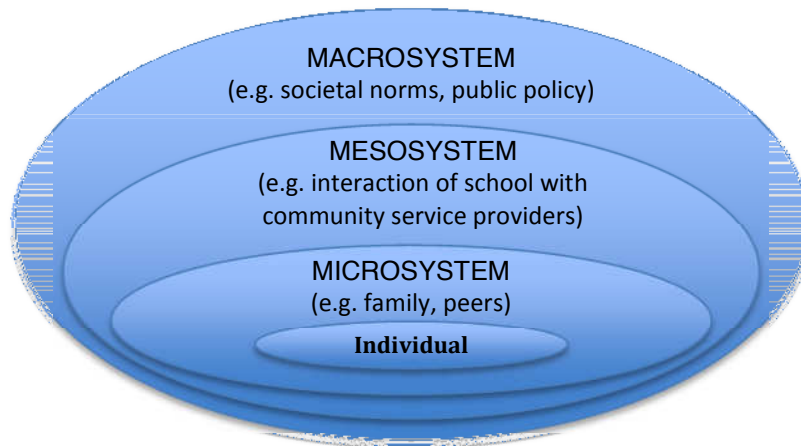 MACROSYSTEM
(e.g. societal norms, public policy)
MESOSYSTEM
(e.g. interaction of school with
community service providers)
MICROSYSTEM
(e.g. family, peers)
Individual